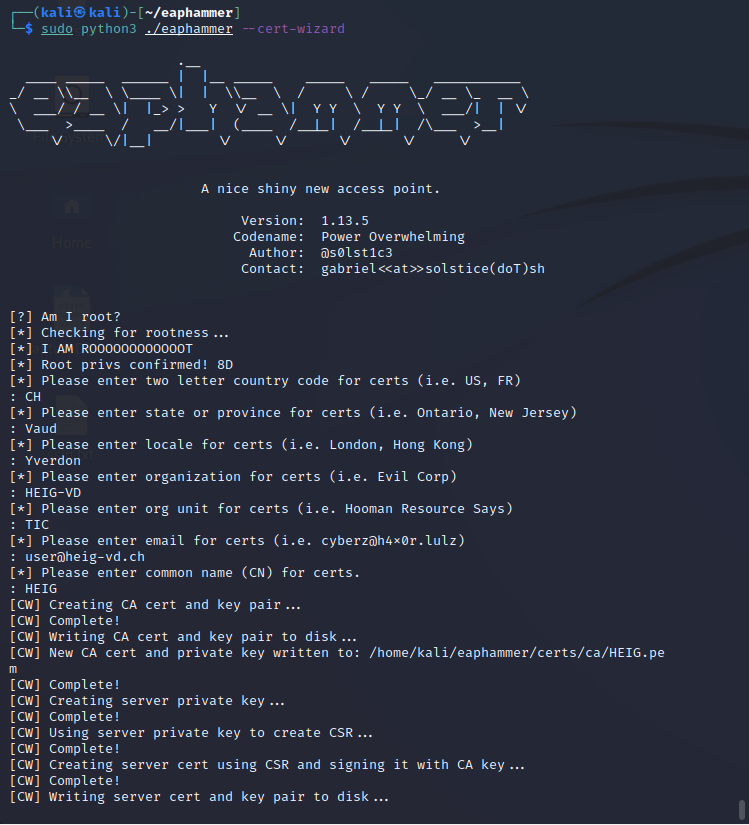 ┌──(kali㉿kali)-[~/eaphammer]
└─$ sudo python3 ./eaphammer --cert-wizard
A nice shiny new access point.
Version: 1.13.5
Codename: Power Overwhelming
Author: @s0lst1c3
Contact: gabriel<<at>>solstice(doT)sh
[?] Am I root?
[*] Checking for rootness...
[*] I AM ROOOOOOOOOOOOT
[*] Root privs confirmed! 8D
[*] Please enter two letter country code for certs (i.e. US, FR)
: CH
[*] Please enter state or province for certs (i.e. Ontario, New Jersey)
: Vaud
[*] Please enter locale for certs (i.e. London, Hong Kong)
: Yverdon
[*] Please enter organization for certs (i.e. Evil Corp)
: HEIG-VD
[*] Please enter org unit for certs (i.e. Hooman Resource Says)
: TIC
[*] Please enter email for certs (i.e. cyberz@h4x0r.lulz)
: user@heig-vd.ch
[*] Please enter common name (CN) for certs.
: HEIG
[CW] Creating CA cert and key pair...
[CW] Complete!
[CW] Writing CA cert and key pair to disk...
[CW] New CA cert and private key written to: /home/kali/eaphammer/certs/ca/HEIG.pe
m
[CW] Complete!
[CW] Creating server private key...
[CW] Complete!
[CW] Using server private key to create CSR...
[CW] Complete!
[CW] Creating server cert using CSR and signing it with CA key...
[CW] Complete!
[CW] Writing server cert and key pair to disk...